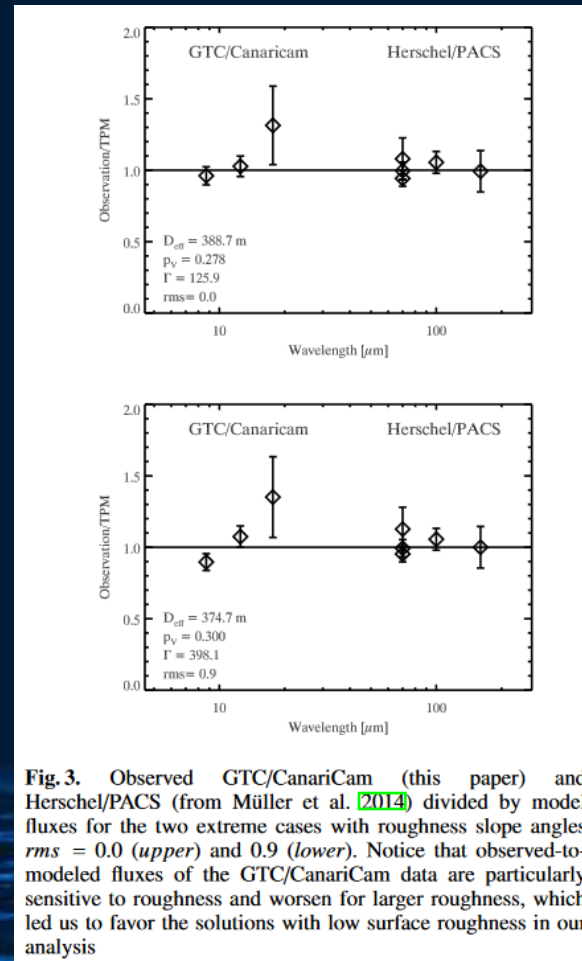 2.0
GTC/Canaricam Herschel/PACS
1.5
Observation/TPM
1.0
0.5
D_eff = 388.7 m
p_V = 0.278
Γ = 125.9
rms= 0.0
0.0
10 100
Wavelength [μm]
2.0
GTC/Canaricam Herschel/PACS
1.5
Observation/TPM
1.0
0.5
D_eff = 374.7 m
p_V = 0.300
Γ = 398.1
rms= 0.9
0.0
10 100
Wavelength [μm]
Fig. 3. Observed GTC/CanariCam (this paper) and
Herschel/PACS (from Müller et al. 2014) divided by model
fluxes for the two extreme cases with roughness slope angles
rms = 0.0 (upper) and 0.9 (lower). Notice that observed-to-
modeled fluxes of the GTC/CanariCam data are particularly
sensitive to roughness and worsen for larger roughness, which
led us to favor the solutions with low surface roughness in our
analysis